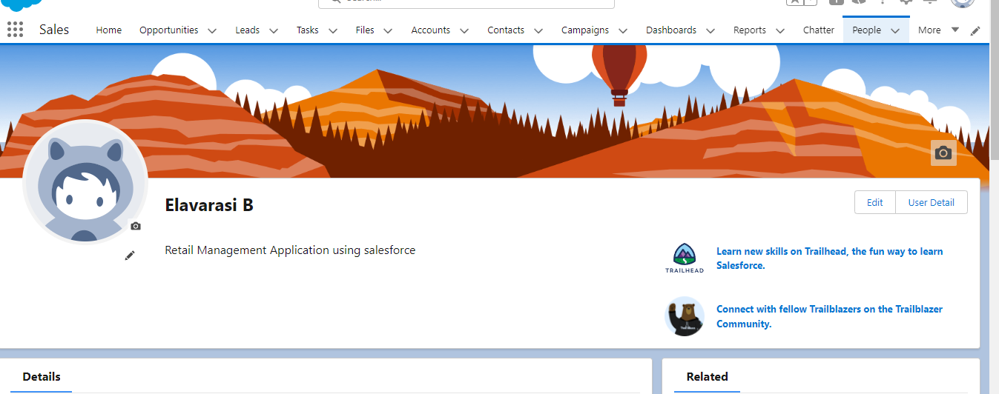 Sales Home Opportunities Leads Tasks Files Accounts Contacts Campaigns Dashboards Reports Chatter People More
Elavarasi B
Edit User Detail
Retail Management Application using salesforce
TRAILHEAD
Learn new skills on Trailhead, the fun way to learn
Salesforce.
Connect with fellow Trailblazers on the Trailblazer
Community.
Details
Related